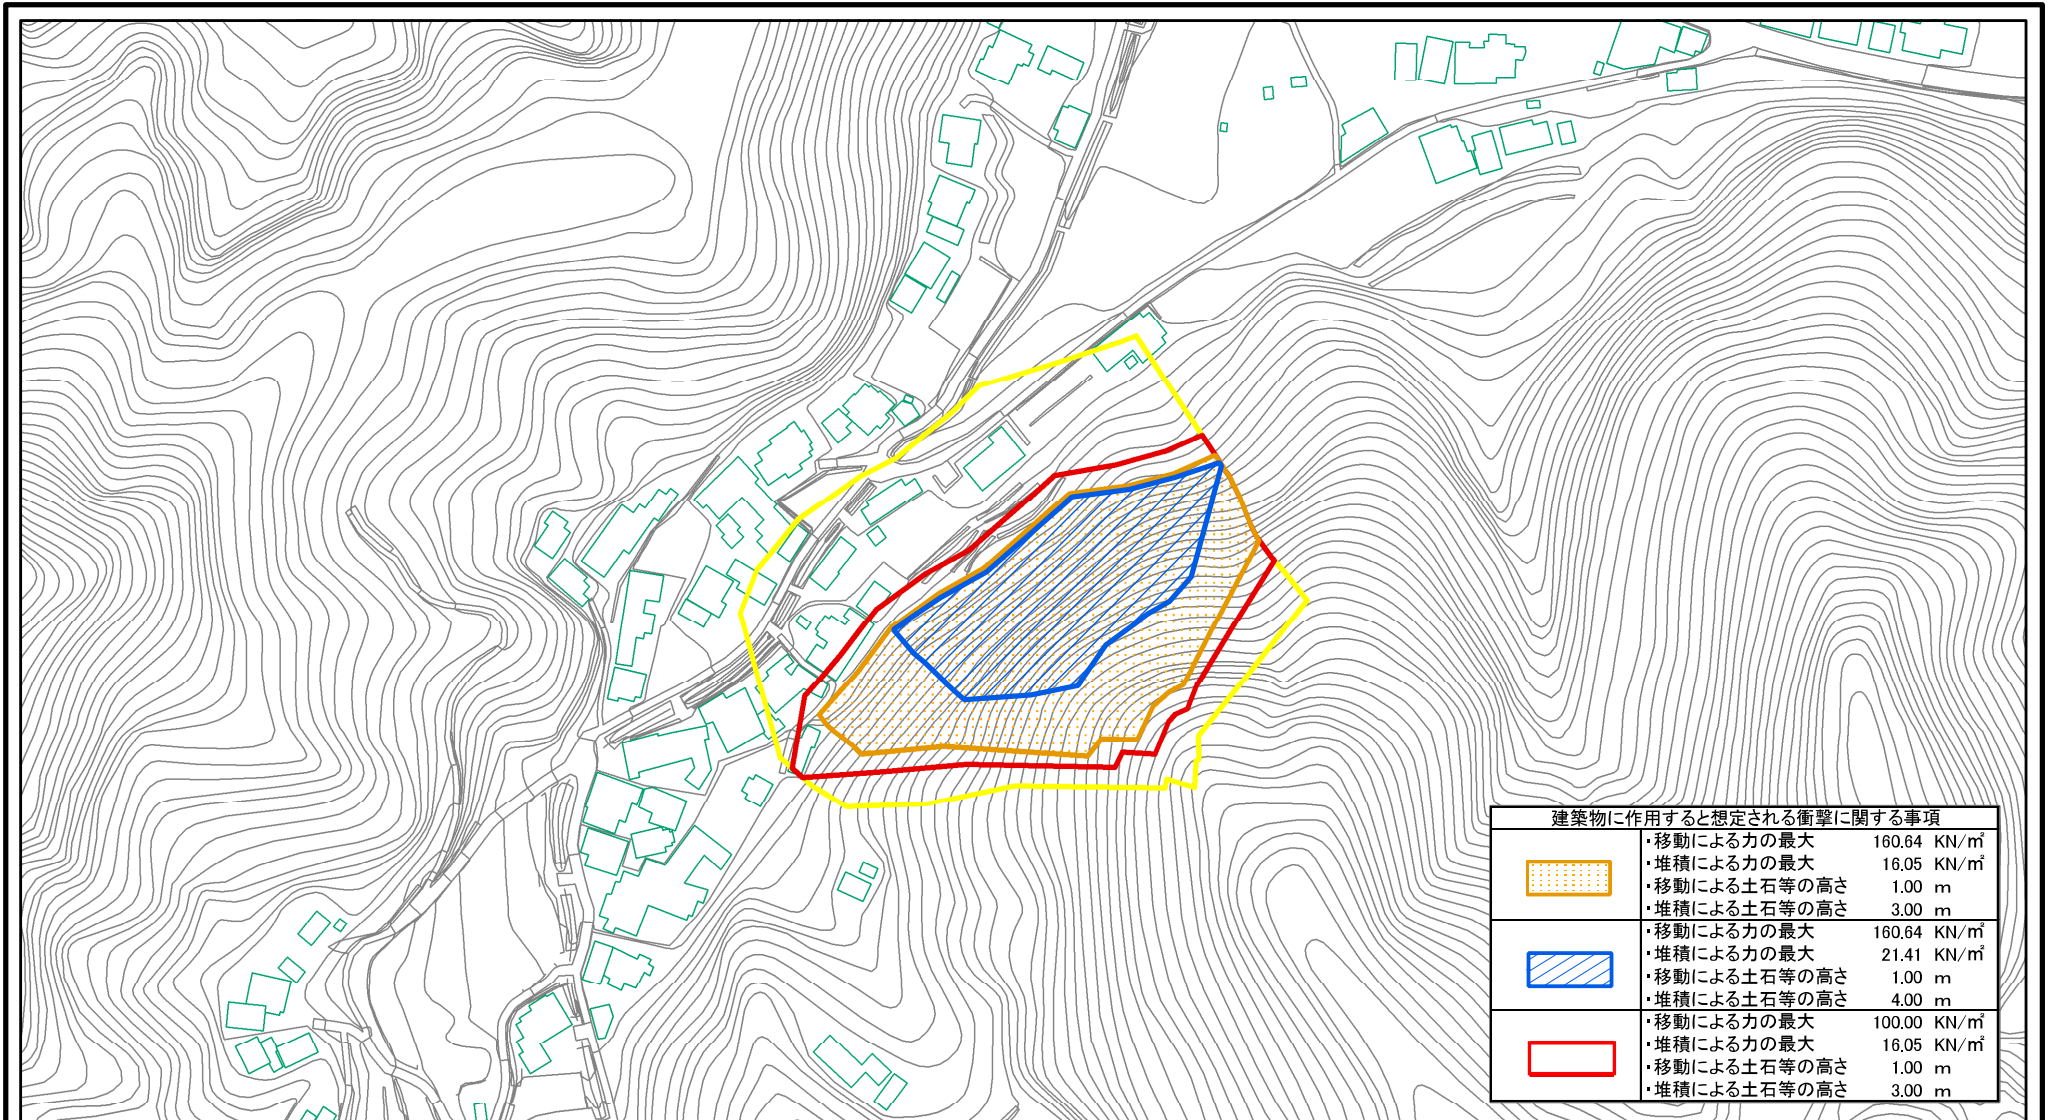 建築物に作用すると想定される衝撃に関する事項
・移動による力の最大 160.64 KN/㎡
・堆積による力の最大 16.05 KN/㎡
・移動による土石等の高さ 1.00 m
・堆積による土石等の高さ 3.00 m
・移動による力の最大 160.64 KN/㎡
・堆積による力の最大 21.41 KN/㎡
・移動による土石等の高さ 1.00 m
・堆積による土石等の高さ 4.00 m
・移動による力の最大 100.00 KN/㎡
・堆積による力の最大 16.05 KN/㎡
・移動による土石等の高さ 1.00 m
・堆積による土石等の高さ 3.00 m